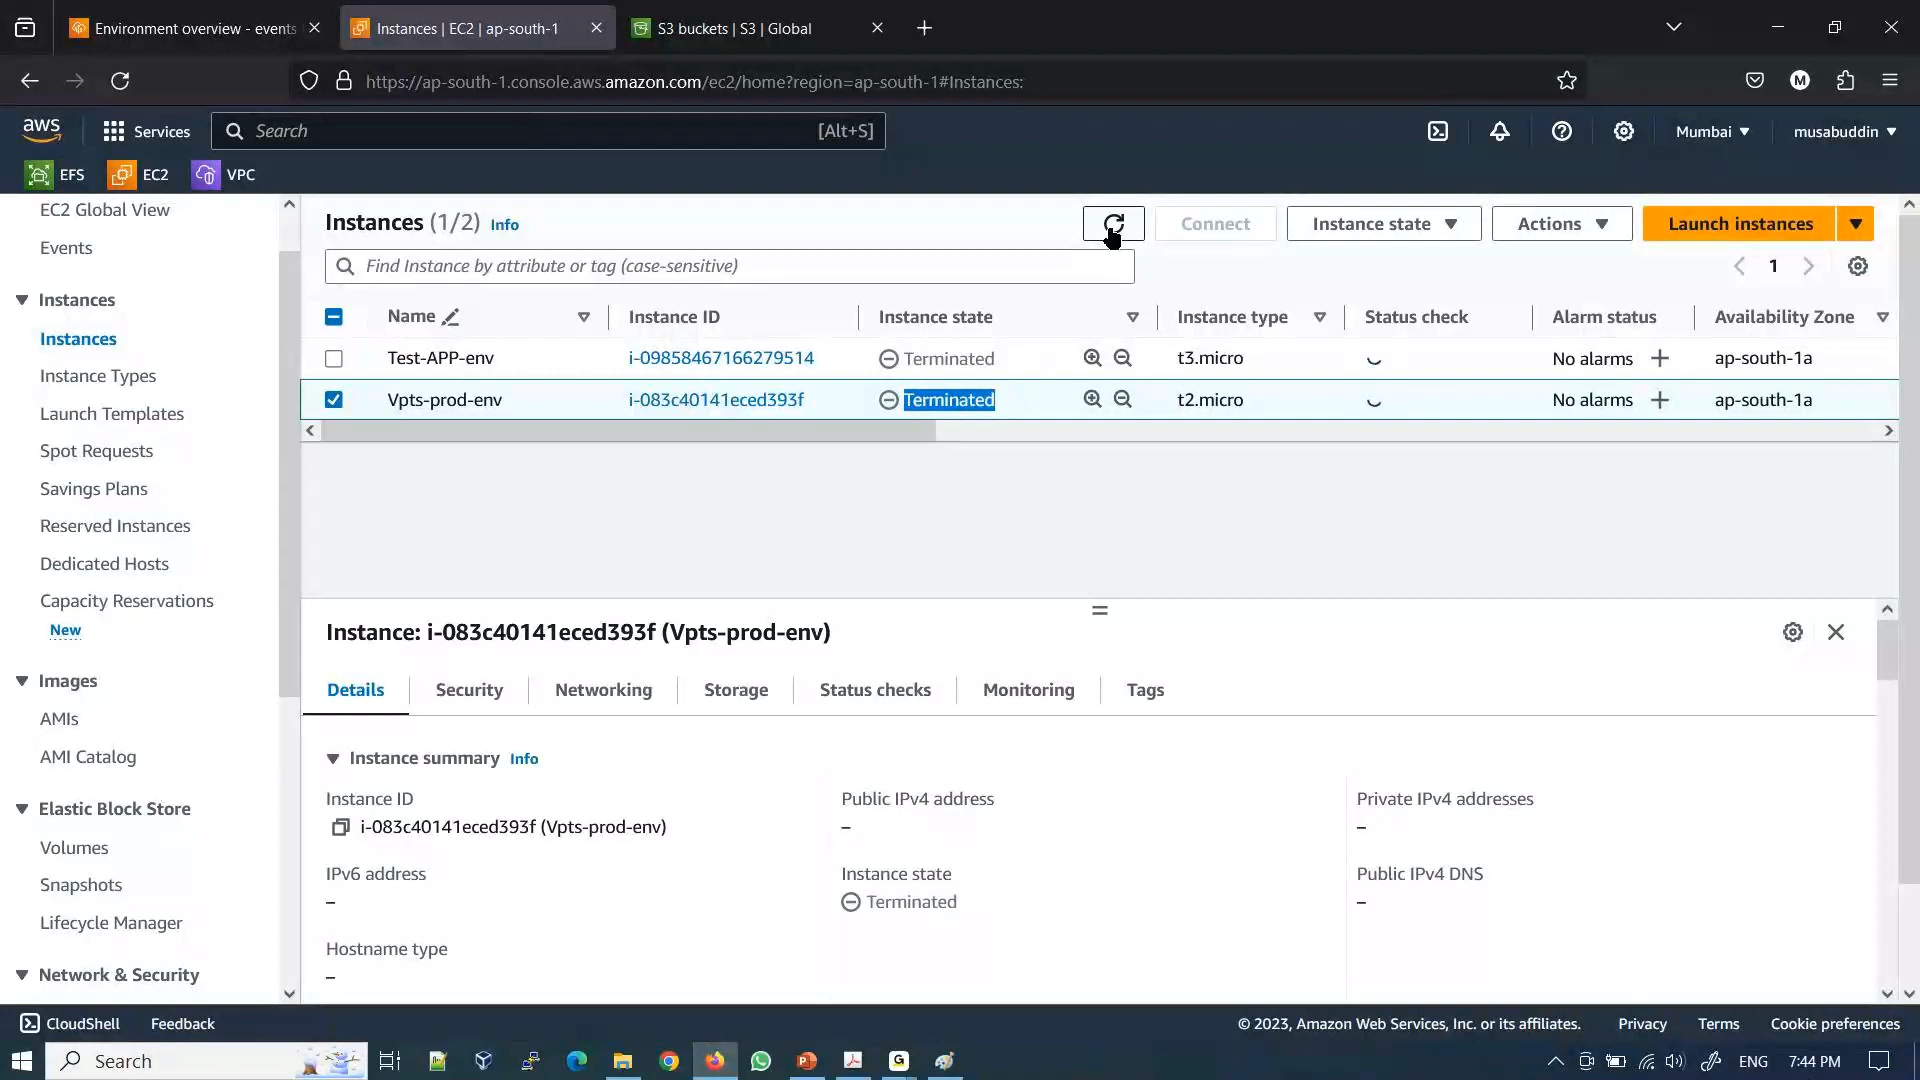 Environment overview - events
Instances | EC2 | ap-south-1
S3 buckets | S3 | Global
https://ap-south-1.console.aws.amazon.com/ec2/home?region=ap-south-1#Instances:
M
aws
Services
Search
[Alt+S]
Mumbai
musabuddin
EFS
EC2
VPC
EC2 Global View
Events
Instances
Instances
Instance Types
Launch Templates
Spot Requests
Savings Plans
Reserved Instances
Dedicated Hosts
Capacity Reservations
New
Images
AMIs
AMI Catalog
Elastic Block Store
Volumes
Snapshots
Lifecycle Manager
Network & Security
Instances (1/2) Info
Connect
Instance state
Actions
Launch instances
Find Instance by attribute or tag (case-sensitive)
1
Name Instance ID Instance state Instance type Status check Alarm status Availability Zone
Test-APP-env i-09858467166279514 Terminated t3.micro No alarms + ap-south-1a
Vpts-prod-env i-083c40141eced393f Terminated t2.micro No alarms + ap-south-1a
Instance: i-083c40141eced393f (Vpts-prod-env)
Details Security Networking Storage Status checks Monitoring Tags
Instance summary Info
Instance ID
i-083c40141eced393f (Vpts-prod-env)
Public IPv4 address
–
Private IPv4 addresses
–
IPv6 address
–
Instance state
Terminated
Public IPv4 DNS
–
Hostname type
–
CloudShell Feedback
© 2023, Amazon Web Services, Inc. or its affiliates. Privacy Terms Cookie preferences
Search
ENG 7:44 PM